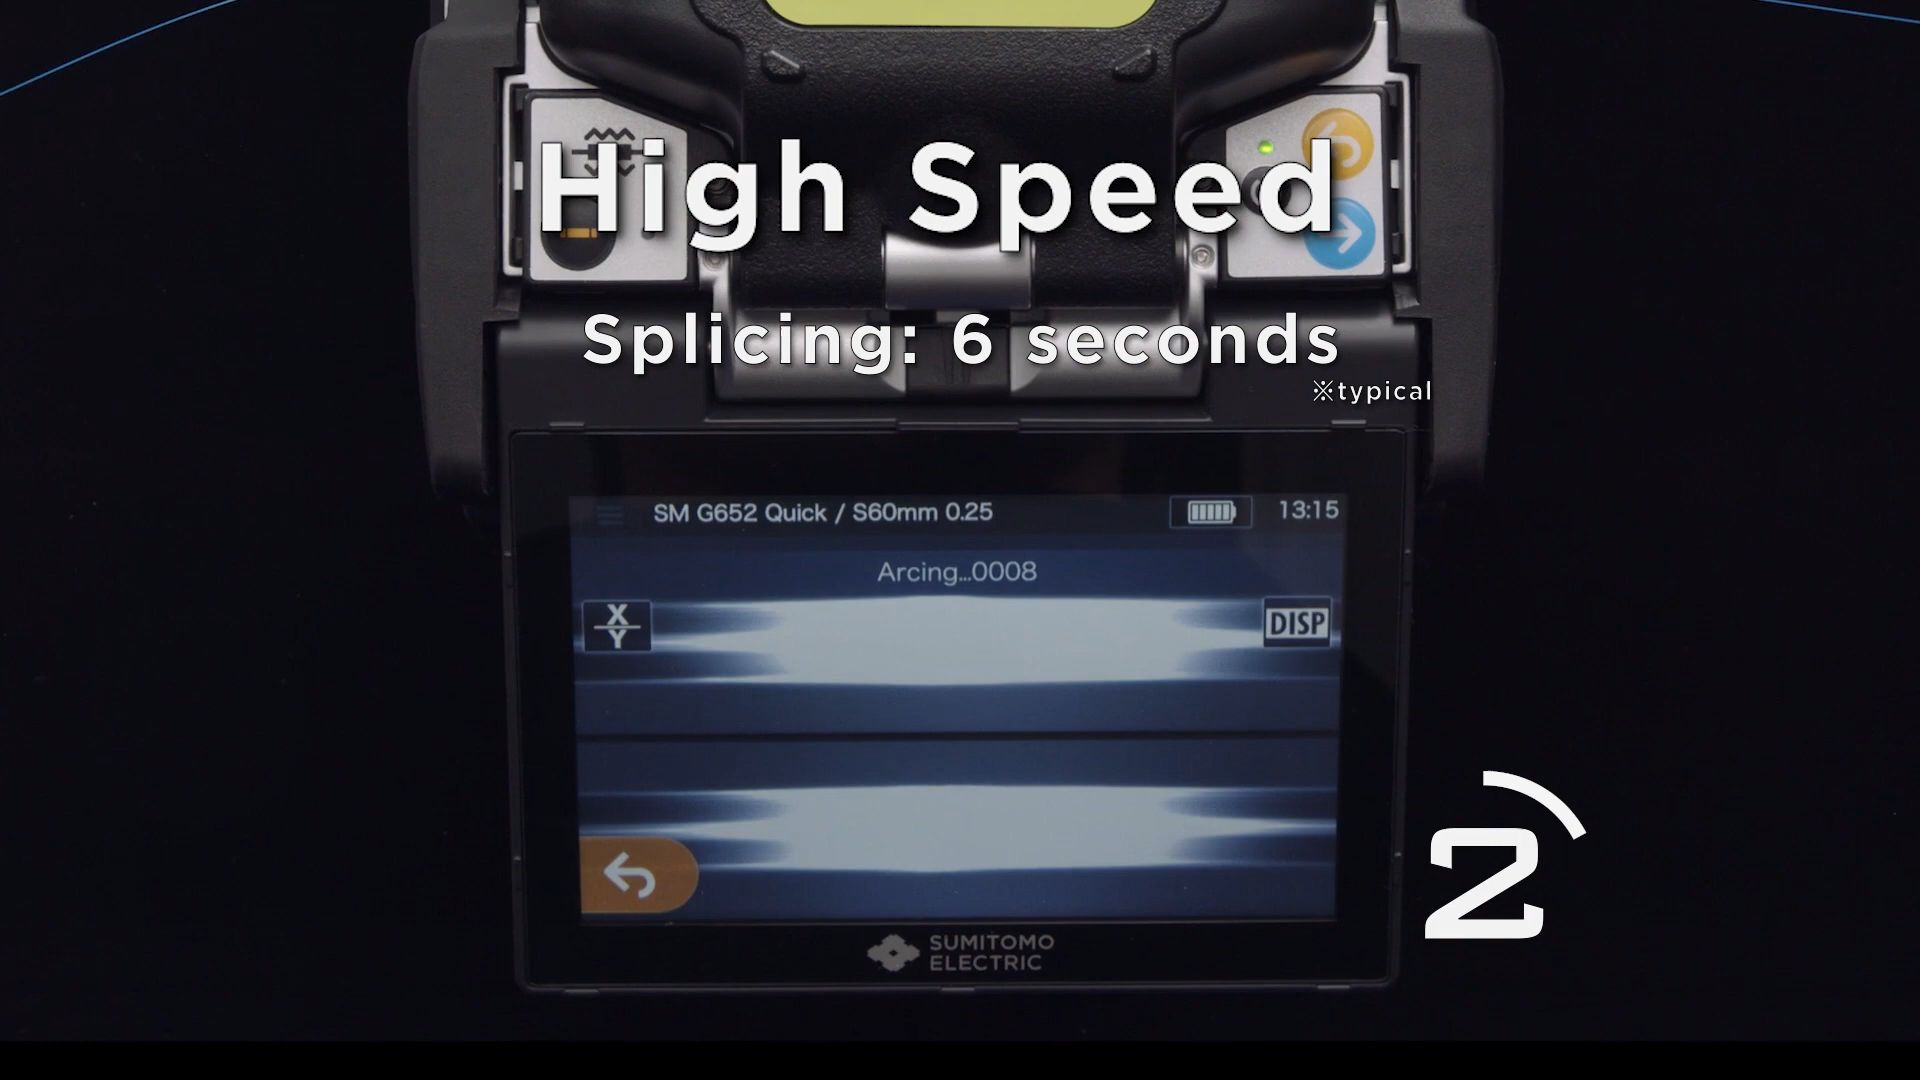 High Speed
Splicing: 6 seconds
※typical
SM G652 Quick / S60mm 0.25
13:15
Arcing...0008
X
Y
DISP
2
SUMITOMO
ELECTRIC